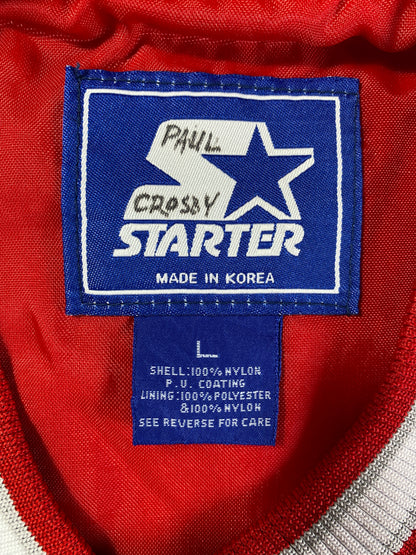 PAUL
CROSBY
STARTER
MADE IN KOREA
L
SHELL:100% NYLON
P.U. COATING
LINING:100% POLYESTER
&100% NYLON
SEE REVERSE FOR CARE